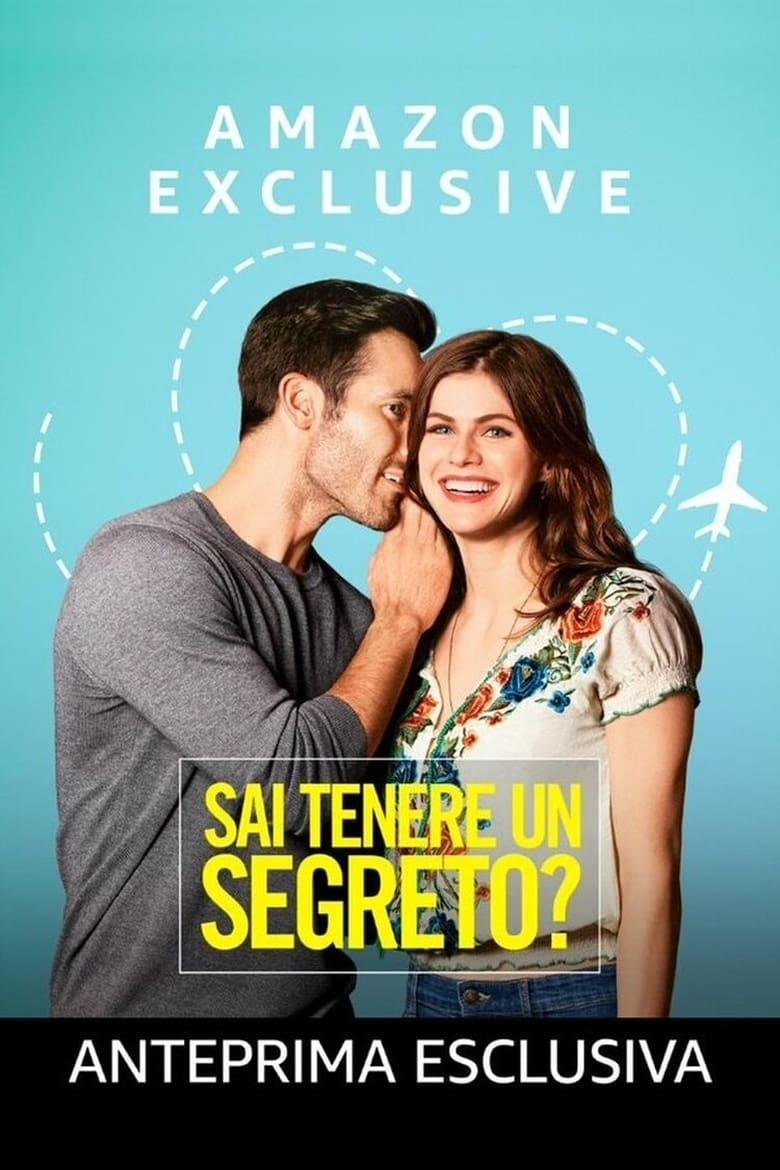 AMAZON
EXCLUSIVE
SAI TENERE UN
SEGRETO?
ANTEPRIMA ESCLUSIVA